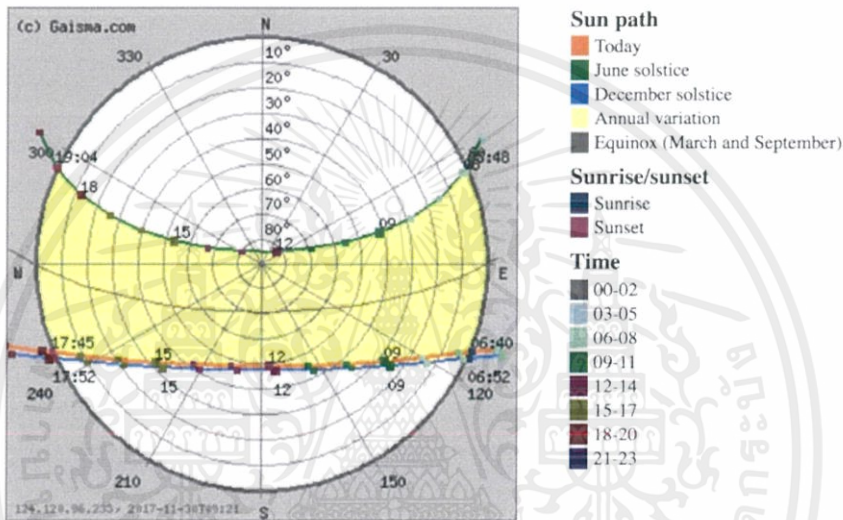 (c) Gaisma.com
N
330
30
10°
20°
30°
40°
50°
60°
70°
80°
300
19:04
18
15
12
09
W
E
17:45
17:52
15
15
12
12
09
09
06:40
06:52
240
120
210
150
S
Sun path
Today
June solstice
December solstice
Annual variation
Equinox (March and September)
Sunrise/sunset
Sunrise
Sunset
Time
00-02
03-05
06-08
09-11
12-14
15-17
18-20
21-23